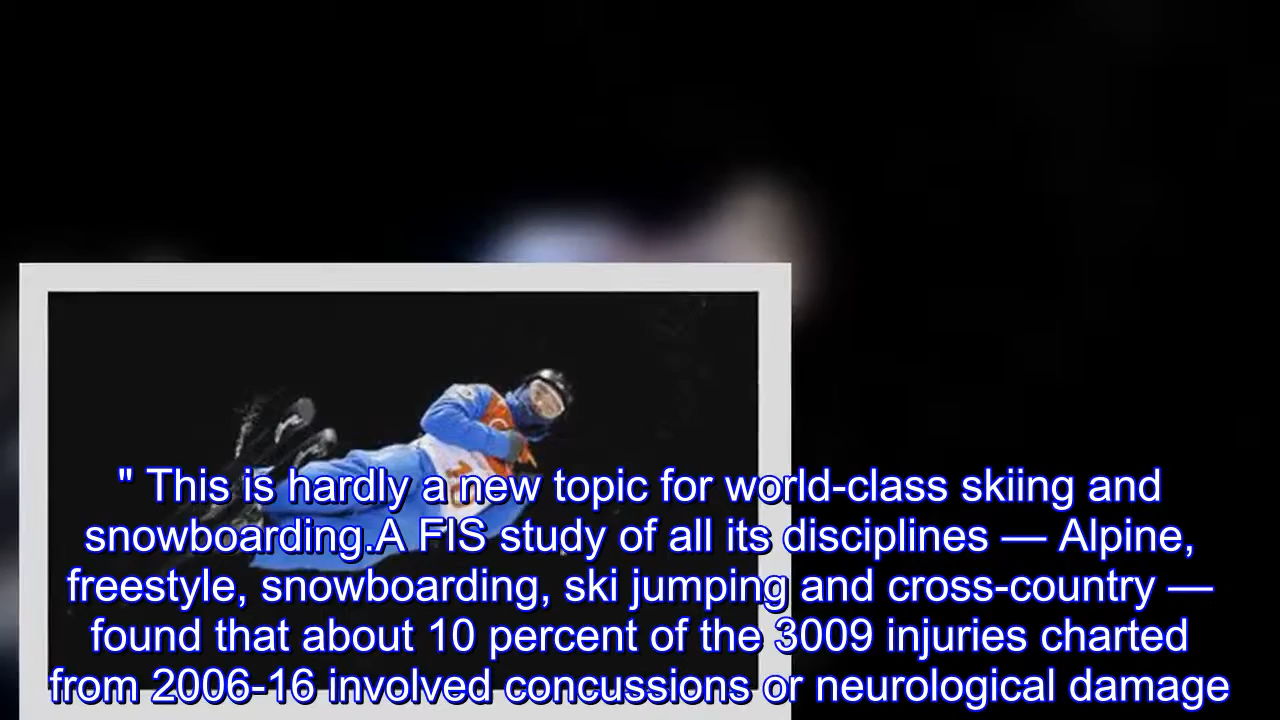 " This is hardly a new topic for world-class skiing and
snowboarding.A FIS study of all its disciplines — Alpine,
freestyle, snowboarding, ski jumping and cross-country —
found that about 10 percent of the 3009 injuries charted
from 2006-16 involved concussions or neurological damage